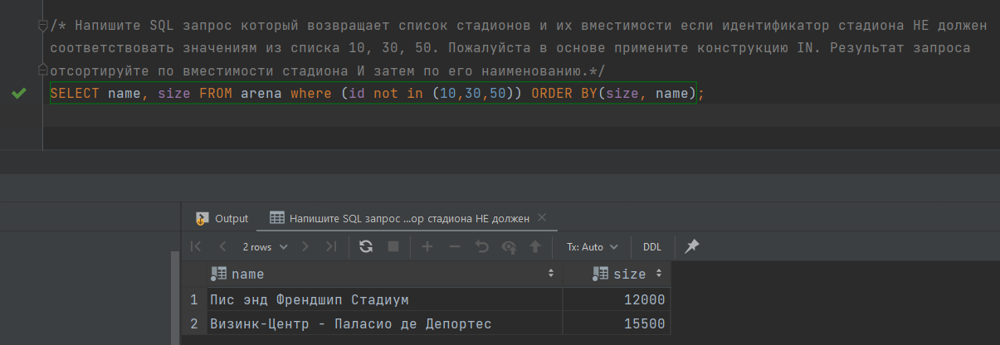 /* Напишите SQL запрос который возвращает список стадионов и их вместимости если идентификатор стадиона НЕ должен
соответствовать значениям из списка 10, 30, 50. Пожалуйста в основе примените конструкцию IN. Результат запроса
отсортируйте по вместимости стадиона И затем по его наименованию.*/
SELECT name, size FROM arena where (id not in (10,30,50)) ORDER BY(size, name);
Output Напишите SQL запрос ...ор стадиона НЕ должен
2 rows Tx: Auto DDL
name size
1 Пис энд Френдшип Стадиум 12000
2 Визинк-Центр - Паласио де Депортес 15500